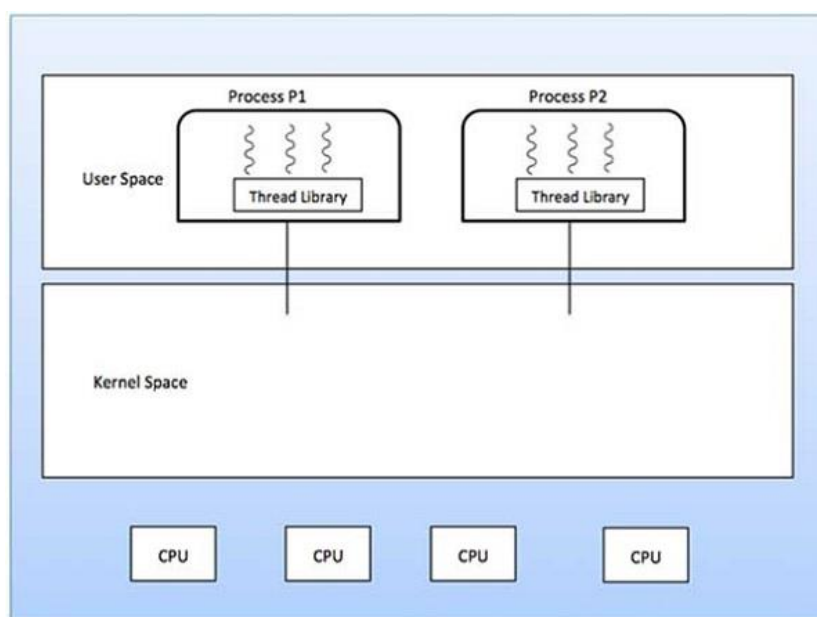 Process P1
Process P2
User Space
Thread Library
Thread Library
Kernel Space
CPU
CPU
CPU
CPU